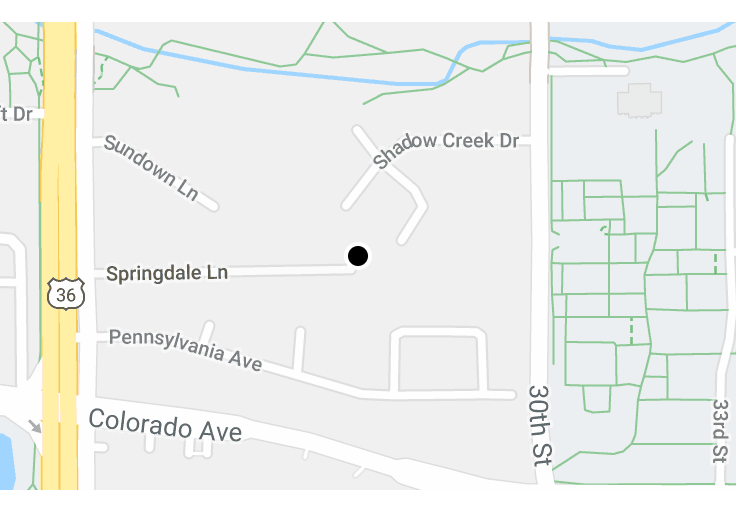 t Dr
Shadow Creek Dr
Sundown Ln
Springdale Ln
36
Pennsylvania Ave
Colorado Ave
30th St
33rd St